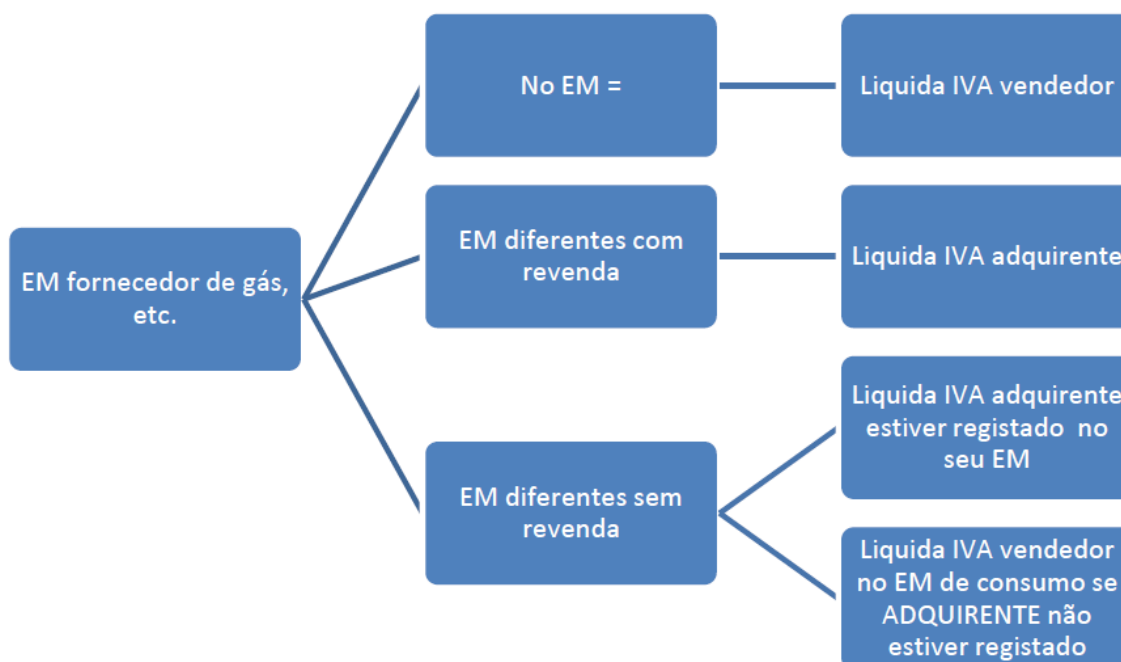 No EM =
Liquida IVA vendedor
EM fornecedor de gás,
etc.
EM diferentes com
revenda
Liquida IVA adquirente
EM diferentes sem
revenda
Liquida IVA adquirente
estiver registado no
seu EM
Liquida IVA vendedor
no EM de consumo se
ADQUIRENTE não
estiver registado